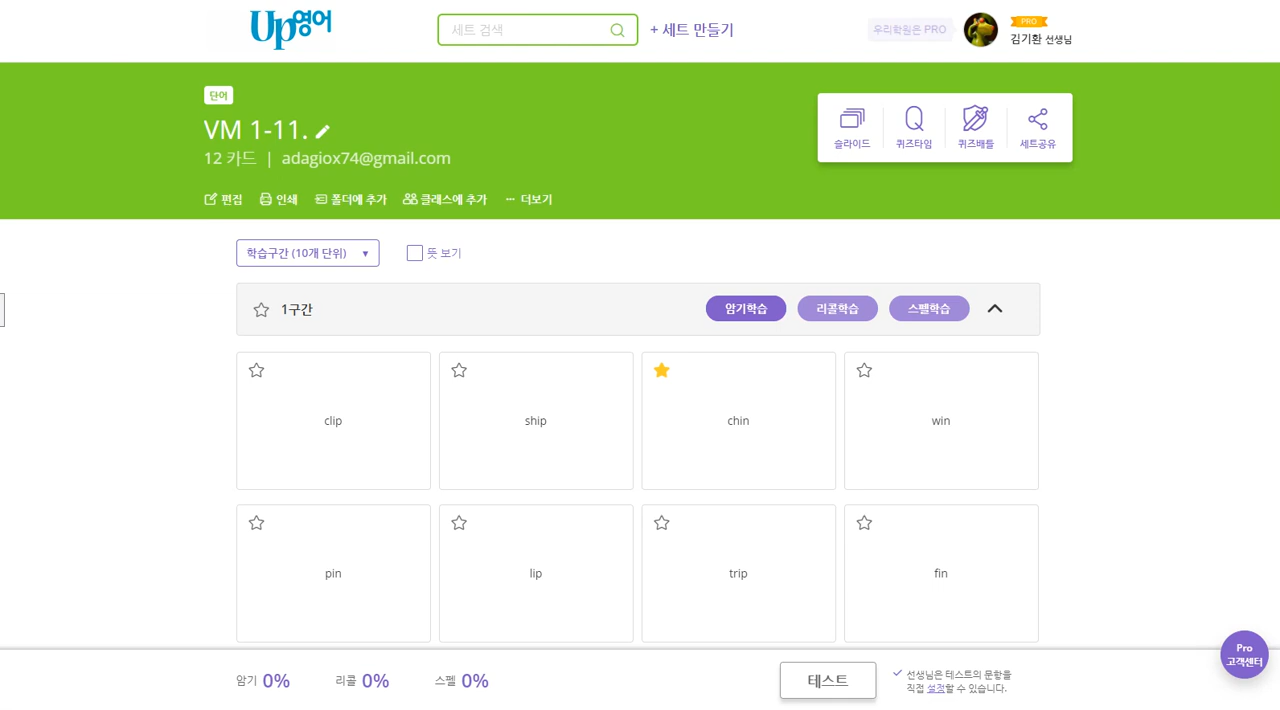 Up영어
세트 검색
+ 세트 만들기
우리학원은 PRO
PRO
김기환 선생님
단어
VM 1-11.
12 카드 | adagiox74@gmail.com
편집
인쇄
폴더에 추가
클래스에 추가
··· 더보기
슬라이드
퀴즈타임
퀴즈배틀
세트공유
학습구간 (10개 단위) ▼
뜻 보기
1구간
암기학습
리콜학습
스펠학습
clip
ship
chin
win
pin
lip
trip
fin
암기 0%
리콜 0%
스펠 0%
테스트
선생님은 테스트의 문항을
직접 설정할 수 있습니다.
Pro
고객센터